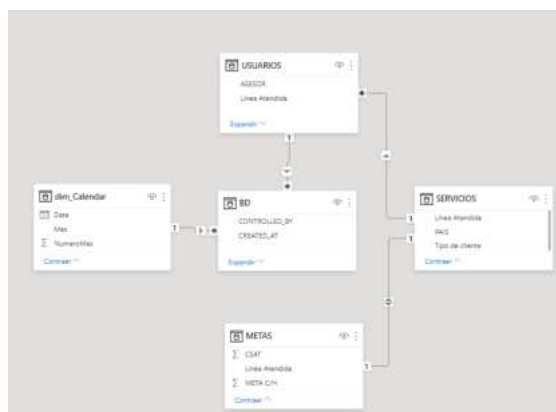 USUARIOS
ASESOR
Linea Atendida
Expandir
1
*
1
dim_Calendar
Date
Mes
Σ NumeroMes
Contraer
1
*
BD
CONTROLLED_BY
CREATED_AT
Expandir
*
SERVICIOS
Linea Atendida
PAIS
Tipo de cliente
Contraer
1
METAS
Σ CSAT
Linea Atendida
Σ META C/H
Contraer
1